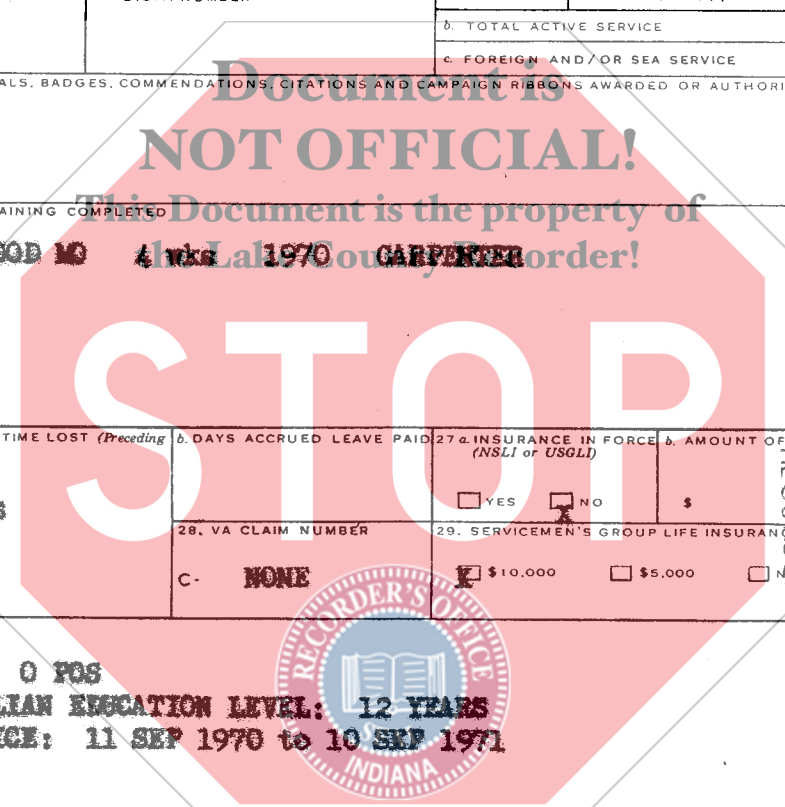 b. TOTAL ACTIVE SERVICE
c. FOREIGN AND/OR SEA SERVICE
ALS, BADGES, COMMENDATIONS, CITATIONS AND CAMPAIGN RIBBONS AWARDED OR AUTHORI
Document is
NOT OFFICIAL!
This Document is the property of
the Lake County Recorder!
AINING COMPLETED
OOD MO 4 wks 1970 CARPENTER
STOP
TIME LOST (Preceding
b. DAYS ACCRUED LEAVE PAID
27 a. INSURANCE IN FORCE
(NSLI or USGLI)
b. AMOUNT OF
YES X NO
$
S
28. VA CLAIM NUMBER
C- NONE
29. SERVICEMEN'S GROUP LIFE INSURANC
X $10,000 $5,000 N
RECORDER'S OFFICE
INDIANA
O POS
LIAN EDUCATION LEVEL: 12 YEARS
ICE: 11 SEP 1970 to 10 SEP 1971